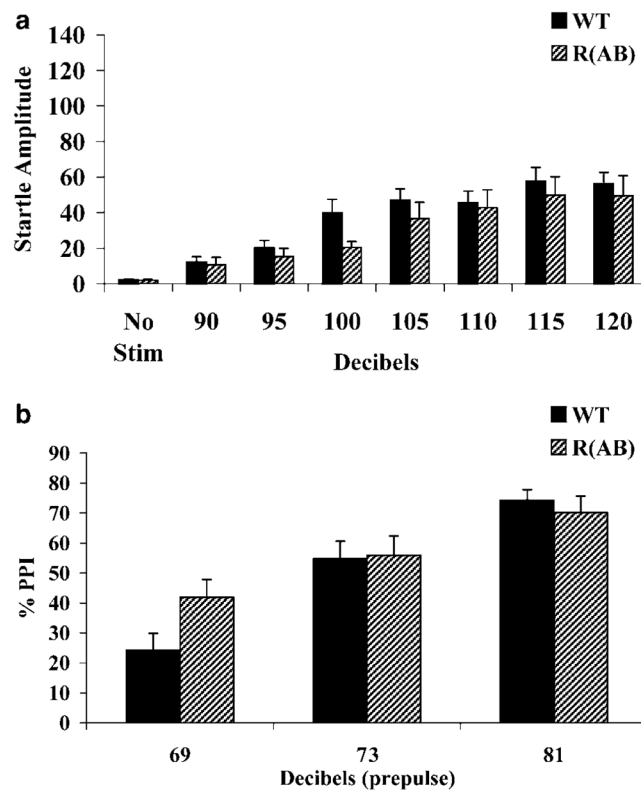 a
WT
R(AB)
140
120
100
80
60
40
20
0
Startle Amplitude
No Stim 90 95 100 105 110 115 120
Decibels
b
WT
R(AB)
90
80
70
60
50
40
30
20
10
0
% PPI
69 73 81
Decibels (prepulse)